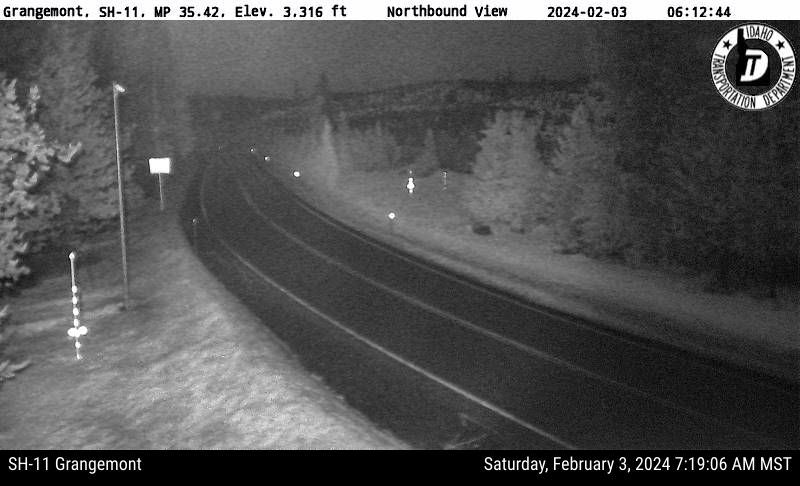 Grangemont, SH-11, MP 35.42, Elev. 3,316 ft Northbound View 2024-02-03 06:12:44
IDAHO
TRANSPORTATION DEPARTMENT
SH-11 Grangemont Saturday, February 3, 2024 7:19:06 AM MST